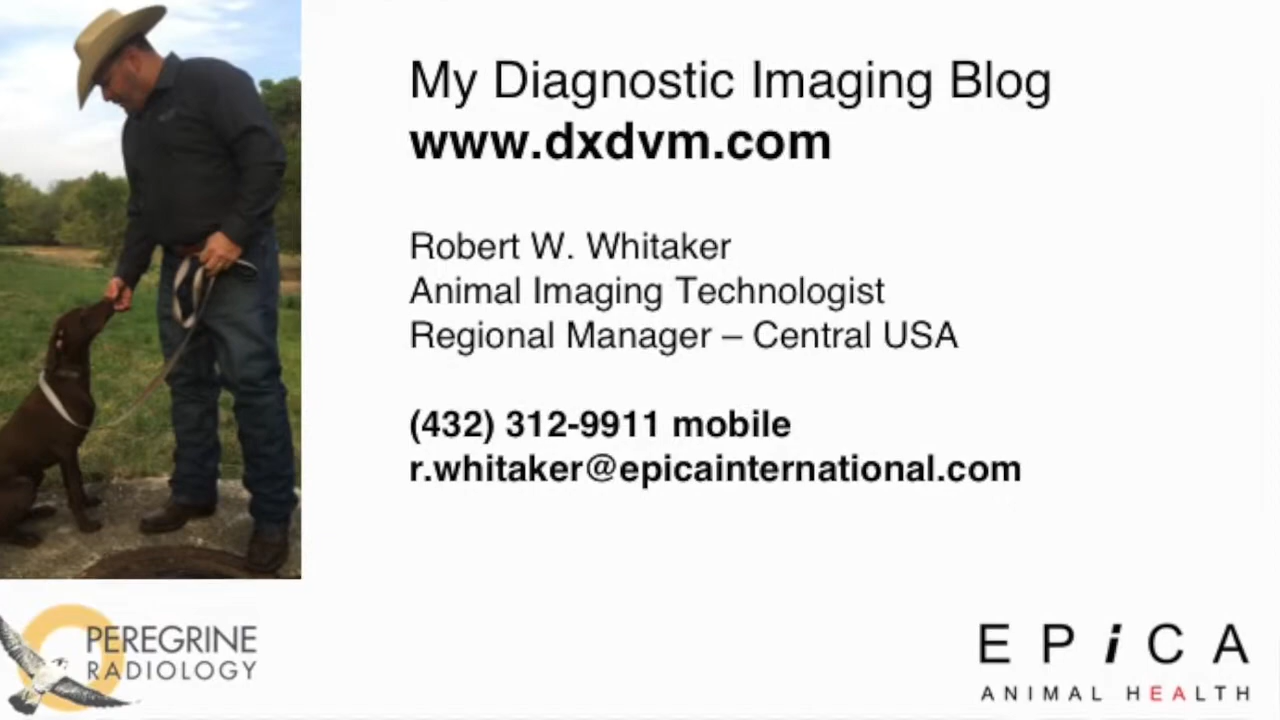 My Diagnostic Imaging Blog
www.dxdvm.com
Robert W. Whitaker
Animal Imaging Technologist
Regional Manager – Central USA
(432) 312-9911 mobile
r.whitaker@epicainternational.com
PEREGRINE
RADIOLOGY
EPiCA
ANIMAL HEALTH